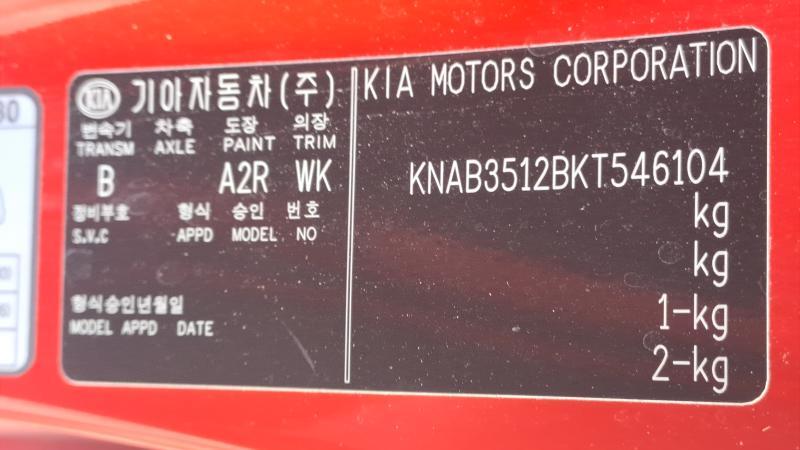 KIA 기아자동차(주)
변속기 차축 도장 의장
TRANSM AXLE PAINT TRIM
B A2R WK
정비부호 형식 승인 번호
S.V.C APPD MODEL NO
형식승인년월일
MODEL APPD DATE
KIA MOTORS CORPORATION
KNAB3512BKT546104
kg
kg
1-kg
2-kg